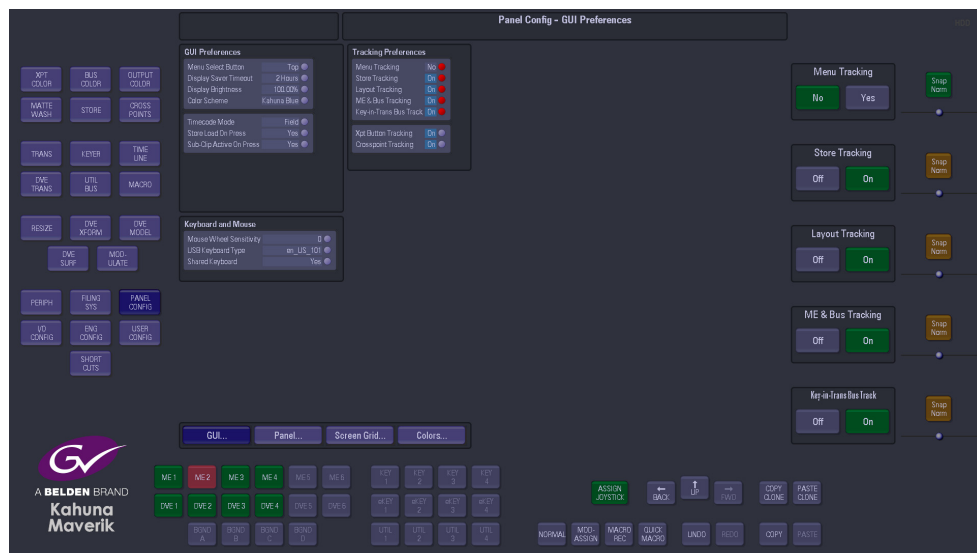 Panel Config - GUI Preferences
GUI Preferences
Menu Select Button Top
Display Saver Timeout 2 Hours
Display Brightness 100.00%
Color Scheme Kahuna Blue
Timecode Mode Field
Store Load On Press Yes
Sub-Clip Active On Press Yes
Tracking Preferences
Menu Tracking No
Store Tracking On
Layout Tracking On
ME & Bus Tracking On
Key-in-Trans Bus Track On
Xpt Button Tracking On
Crosspoint Tracking On
Keyboard and Mouse
Mouse Wheel Sensitivity 0
USB Keyboard Type en_US_101
Shared Keyboard Yes
XPT
COLOR
BUS
COLOR
OUTPUT
COLOR
MATTE
WASH
STORE
CROSS
POINTS
TRANS
KEYER
TIME
LINE
DVE
TRANS
UTIL
BUS
MACRO
RESIZE
DVE
XFORM
DVE
MODEL
DVE
SURF
MOD-
ULATE
PERIPH
FILING
SYS
PANEL
CONFIG
I/O
CONFIG
ENG
CONFIG
USER
CONFIG
SHORT
CUTS
Menu Tracking
No Yes
Snap
Norm
Store Tracking
Off On
Snap
Norm
Layout Tracking
Off On
Snap
Norm
ME & Bus Tracking
Off On
Snap
Norm
Key-in-Trans Bus Track
Off On
Snap
Norm
GUI... Panel... Screen Grid... Colors...
GV
A BELDEN BRAND
Kahuna
Maverik
ME 1 ME 2 ME 3 ME 4 ME 5 ME 6
DVE 1 DVE 2 DVE 3 DVE 4 DVE 5 DVE 6
BGND
A
BGND
B
BGND
C
BGND
D
KEY
1
KEY
2
KEY
3
KEY
4
1
2
3
4
UTIL
1
UTIL
2
UTIL
3
UTIL
4
ASSIGN
JOYSTICK
←
BACK
↑
UP
→
FWD
COPY
CLONE
PASTE
CLONE
NORMAL
MOD-
ASSIGN
MACRO
REC
QUICK
MACRO
UNDO
REDO
COPY
PASTE